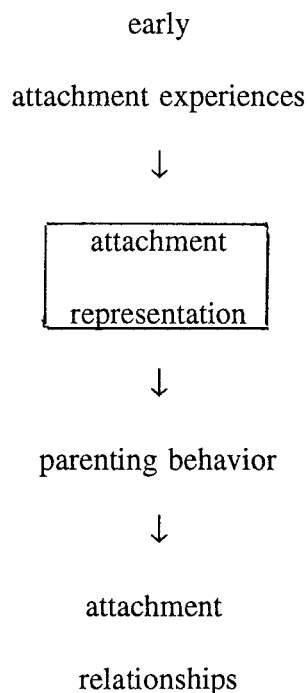 early
attachment experiences
↓
attachment
representation
↓
parenting behavior
↓
attachment
relationships